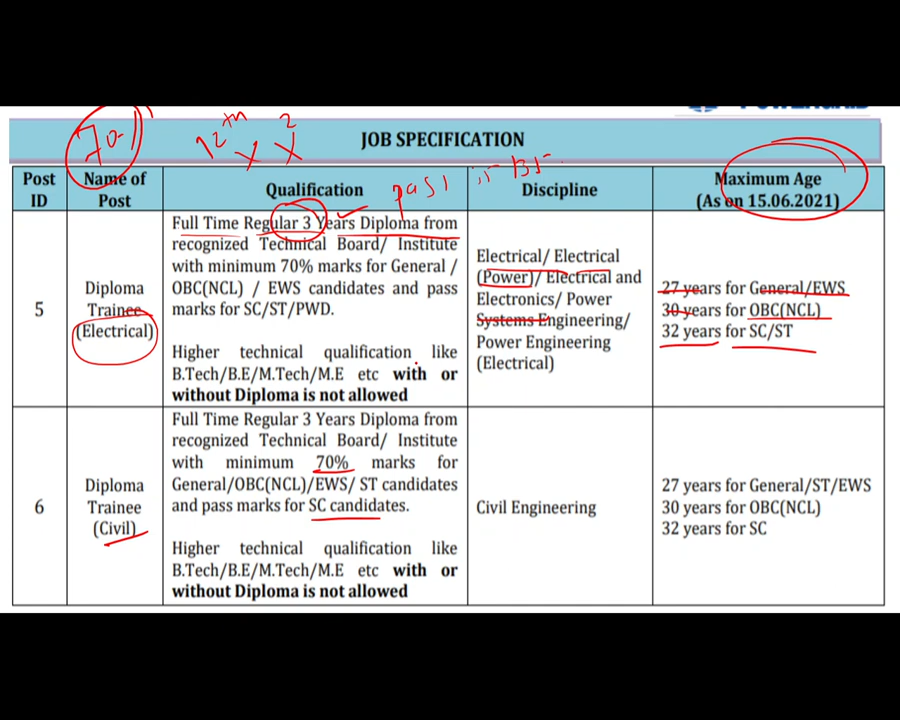 JOB SPECIFICATION
70-1
12th X X 2
pass
Post
ID
Name of
Post
Qualification
Discipline
Maximum Age
(As on 15.06.2021)
5
Diploma
Trainee
(Electrical)
Full Time Regular 3 Years Diploma from
recognized Technical Board/ Institute
with minimum 70% marks for General /
OBC(NCL) / EWS candidates and pass
marks for SC/ST/PWD.
Higher technical qualification like
B.Tech/B.E/M.Tech/M.E etc with or
without Diploma is not allowed
Electrical/ Electrical
(Power)/ Electrical and
Electronics/ Power
Systems Engineering/
Power Engineering
(Electrical)
27 years for General/EWS
30 years for OBC(NCL)
32 years for SC/ST
6
Diploma
Trainee
(Civil)
Full Time Regular 3 Years Diploma from
recognized Technical Board/ Institute
with minimum 70% marks for
General/OBC(NCL)/EWS/ ST candidates
and pass marks for SC candidates.
Higher technical qualification like
B.Tech/B.E/M.Tech/M.E etc with or
without Diploma is not allowed
Civil Engineering
27 years for General/ST/EWS
30 years for OBC(NCL)
32 years for SC